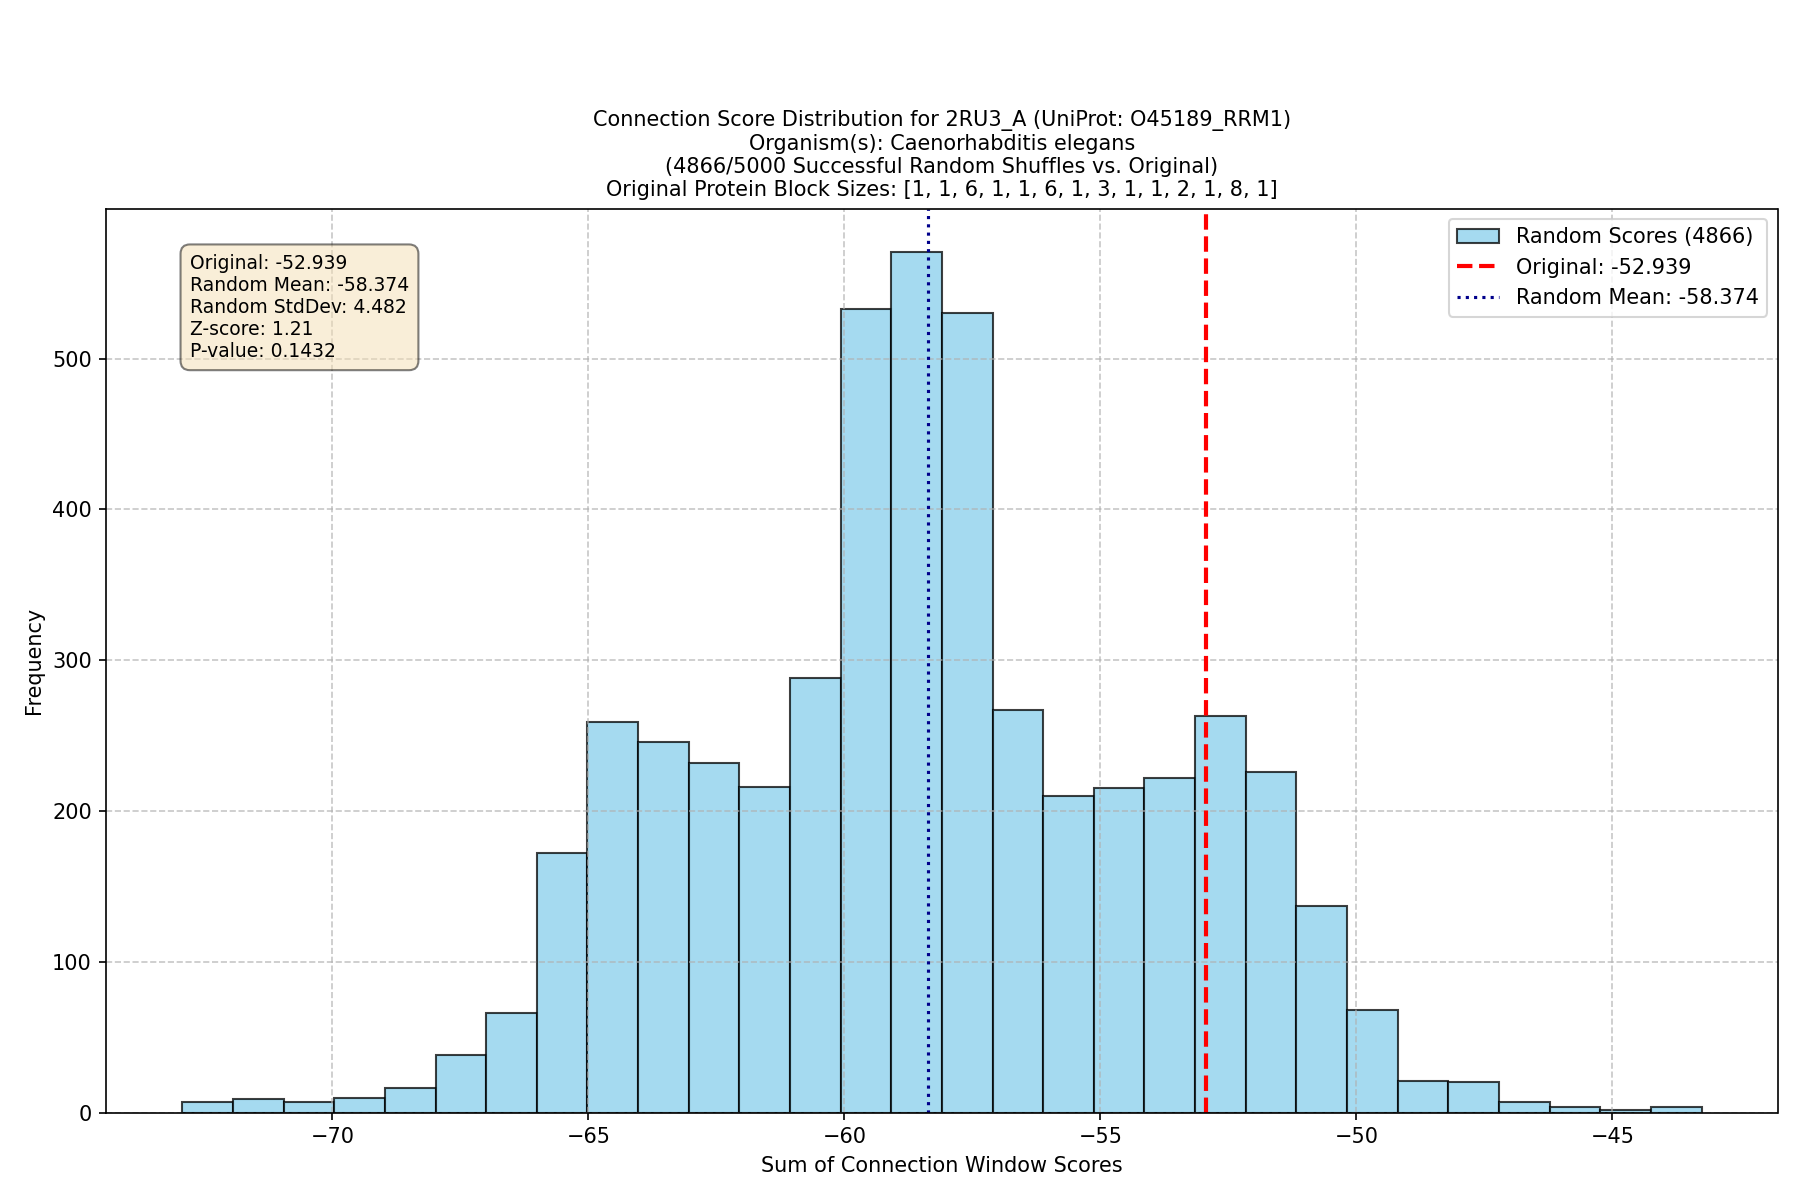 Connection Score Distribution for 2RU3_A (UniProt: O45189_RRM1)
Organism(s): Caenorhabditis elegans
(4866/5000 Successful Random Shuffles vs. Original)
Original Protein Block Sizes: [1, 1, 6, 1, 1, 6, 1, 3, 1, 1, 2, 1, 8, 1]
Original: -52.939
Random Mean: -58.374
Random StdDev: 4.482
Z-score: 1.21
P-value: 0.1432
Random Scores (4866)
Original: -52.939
Random Mean: -58.374
Frequency
500
400
300
200
100
0
−70
−65
−60
−55
−50
−45
Sum of Connection Window Scores